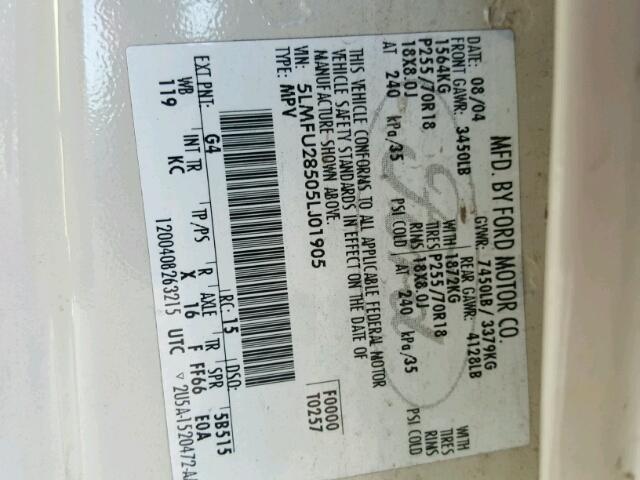 MFD. BY FORD MOTOR CO.
DATE: 08/04 GVWR: 7450LB / 3379KG
FRONT GAWR: 3450LB REAR GAWR: 4128LB
1564KG WITH 1872KG WITH
P255/70R18 TIRES P255/70R18 TIRES
18X8.0J RIMS 18X8.0J RIMS
AT 240 kPa/35 PSI COLD AT 240 kPa/35 PSI COLD
THIS VEHICLE CONFORMS TO ALL APPLICABLE FEDERAL MOTOR
VEHICLE SAFETY STANDARDS IN EFFECT ON THE DATE OF
MANUFACTURE SHOWN ABOVE.
VIN: 5LMFU28505LJ01905 F0000
TYPE: MPV T0257
EXT PNT: G4 RC: 15 DSO: 5B515
WB INT TR TP/PS R AXLE TR SPR
119 KC X 16 F FF66 E0A
1200408263215 UTC ▽ 2U5A-1520472-A